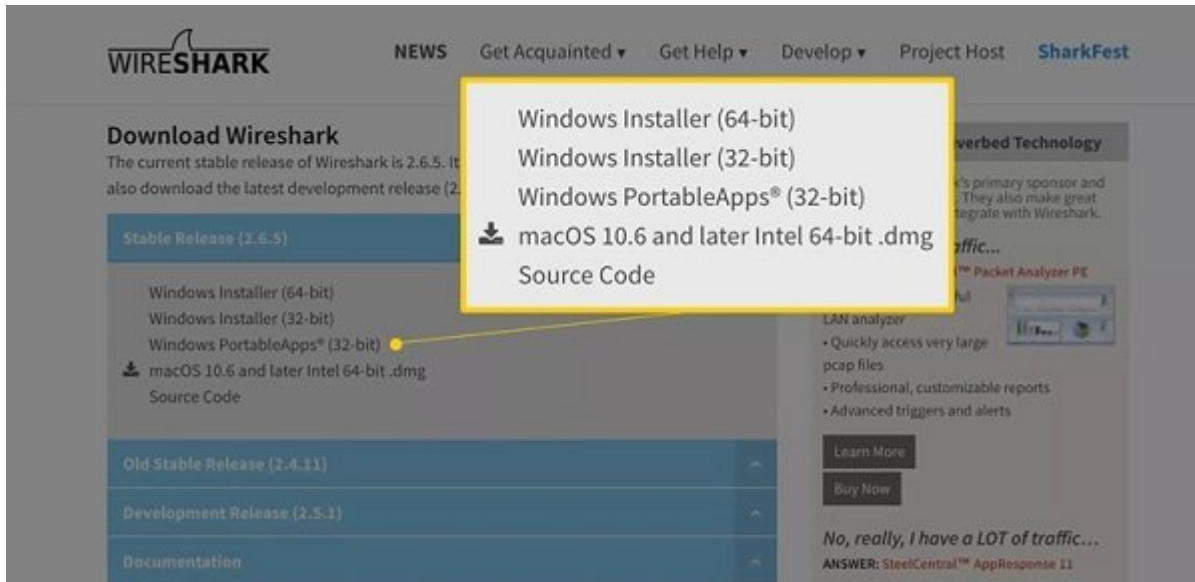 WIRESHARK
NEWS Get Acquainted ▾ Get Help ▾ Develop ▾ Project Host SharkFest
Download Wireshark
The current stable release of Wireshark is 2.6.5. It
also download the latest development release (2.
Stable Release (2.6.5)
Windows Installer (64-bit)
Windows Installer (32-bit)
Windows PortableApps® (32-bit)
macOS 10.6 and later Intel 64-bit .dmg
Source Code
Old Stable Release (2.4.11)
Development Release (2.5.1)
Documentation
Windows Installer (64-bit)
Windows Installer (32-bit)
Windows PortableApps® (32-bit)
macOS 10.6 and later Intel 64-bit .dmg
Source Code
verbed Technology
's primary sponsor and
They also make great
tegrate with Wireshark.
affic...
™ Packet Analyzer PE
ful
LAN analyzer
• Quickly access very large
pcap files
• Professional, customizable reports
• Advanced triggers and alerts
Learn More
Buy Now
No, really, I have a LOT of traffic...
ANSWER: SteelCentral™ AppResponse 11